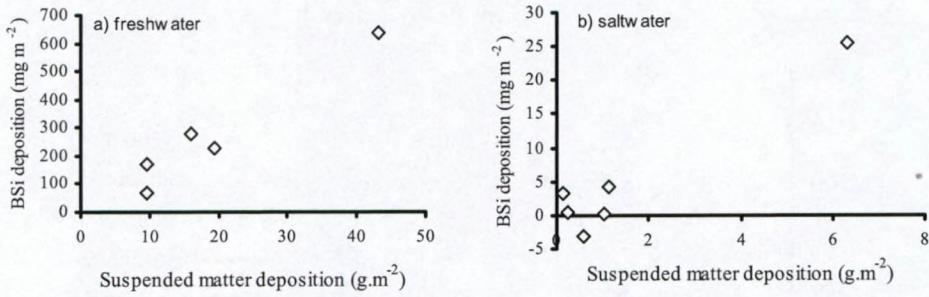 a) freshwater
BSi deposition (mg m⁻²)
700
600
500
400
300
200
100
0
0 10 20 30 40 50
Suspended matter deposition (g.m⁻²)
b) saltwater
BSi deposition (mg m⁻²)
30
25
20
15
10
5
0
-5
0 2 4 6 8
Suspended matter deposition (g.m⁻²)